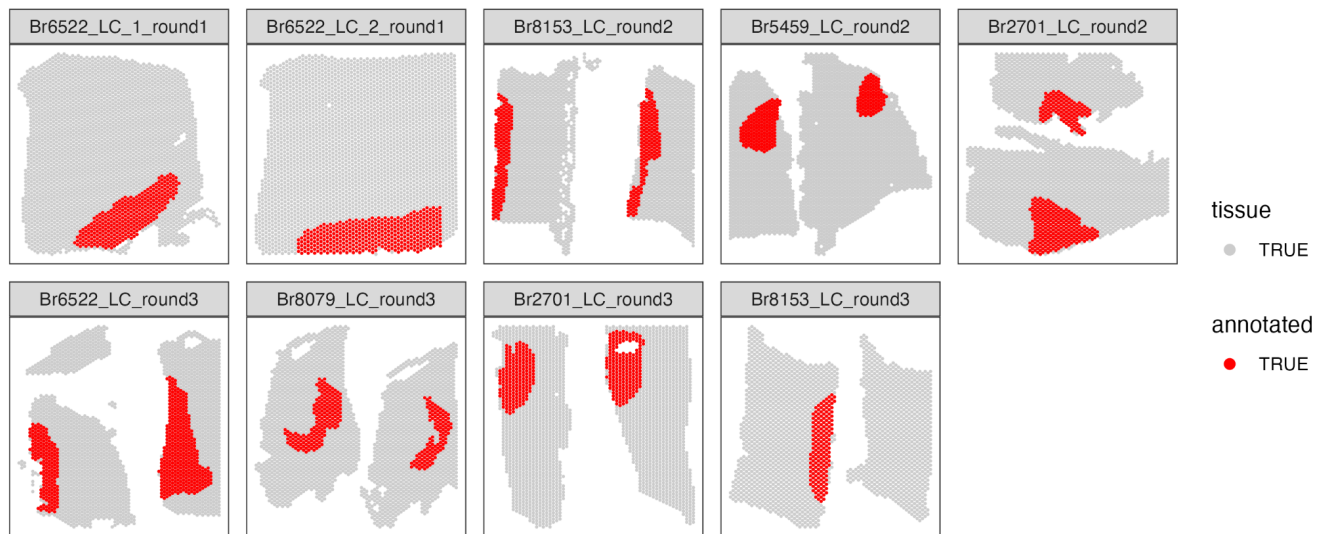 Br6522_LC_1_round1
Br6522_LC_2_round1
Br8153_LC_round2
Br5459_LC_round2
Br2701_LC_round2
tissue
TRUE
annotated
TRUE
Br6522_LC_round3
Br8079_LC_round3
Br2701_LC_round3
Br8153_LC_round3